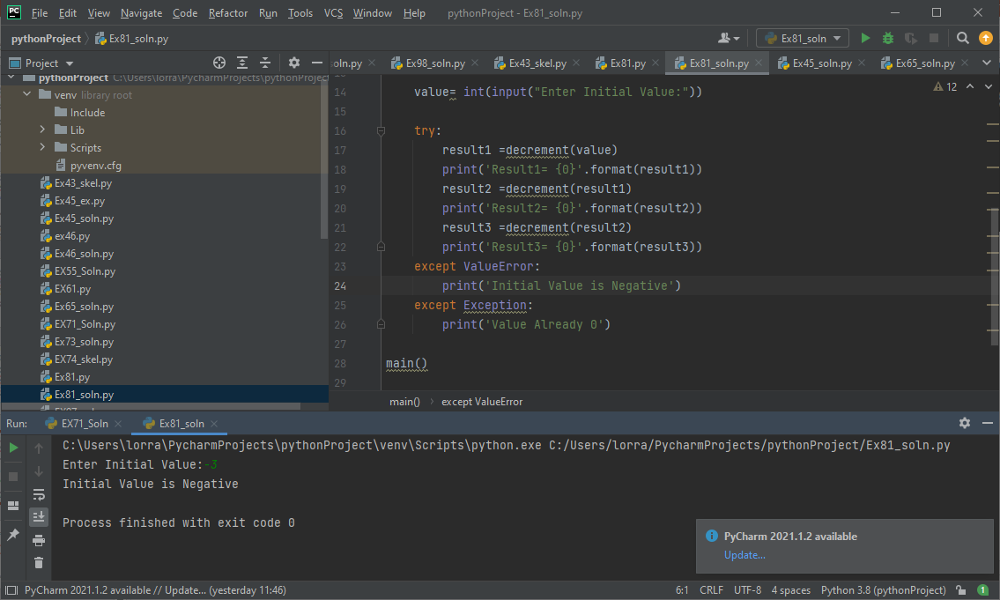 PC File Edit View Navigate Code Refactor Run Tools VCS Window Help pythonProject - Ex81_soln.py
pythonProject Ex81_soln.py Ex81_soln
Project oln.py Ex98_soln.py Ex43_skel.py Ex81.py Ex81_soln.py Ex45_soln.py Ex65_soln.py
pythonProject C:\Users\lorra\PycharmProjects\pythonProject
venv library root
Include
Lib
Scripts
pyvenv.cfg
Ex43_skel.py
Ex45_ex.py
Ex45_soln.py
ex46.py
Ex46_soln.py
EX55_Soln.py
EX61.py
Ex65_soln.py
EX71_Soln.py
Ex73_soln.py
EX74_skel.py
Ex81.py
Ex81_soln.py
12
14 value= int(input("Enter Initial Value:"))
15
16 try:
17 result1 =decrement(value)
18 print('Result1= {0}'.format(result1))
19 result2 =decrement(result1)
20 print('Result2= {0}'.format(result2))
21 result3 =decrement(result2)
22 print('Result3= {0}'.format(result3))
23 except ValueError:
24 print('Initial Value is Negative')
25 except Exception:
26 print('Value Already 0')
27
28 main()
29
main() except ValueError
Run: EX71_Soln Ex81_soln
C:\Users\lorra\PycharmProjects\pythonProject\venv\Scripts\python.exe C:/Users/lorra/PycharmProjects/pythonProject/Ex81_soln.py
Enter Initial Value:-3
Initial Value is Negative
Process finished with exit code 0
PyCharm 2021.1.2 available
Update...
PyCharm 2021.1.2 available // Update... (yesterday 11:46) 6:1 CRLF UTF-8 4 spaces Python 3.8 (pythonProject) 1